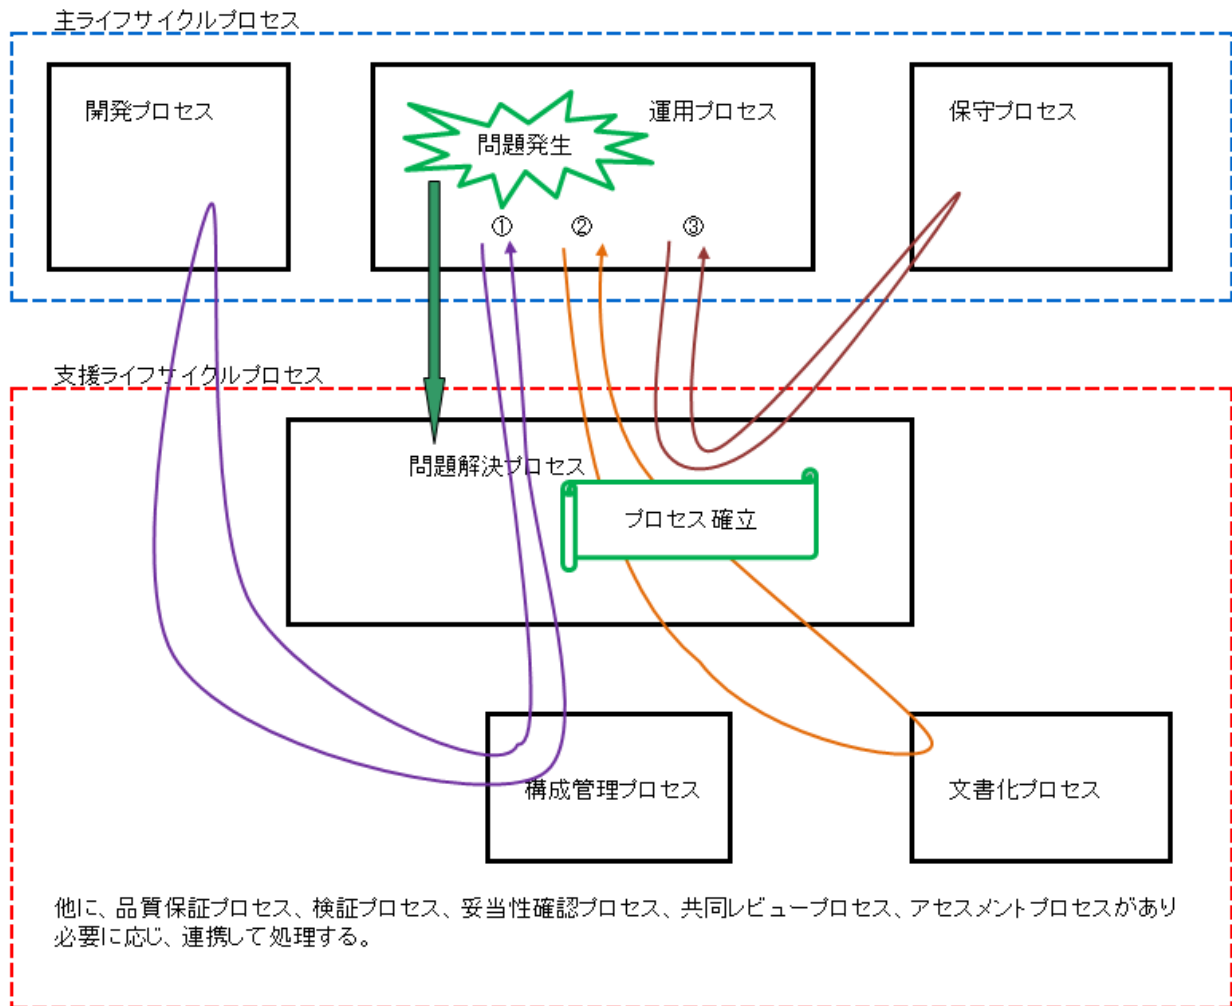 主ライフサイクルプロセス
開発プロセス
問題発生
運用プロセス
保守プロセス
①
②
③
支援ライフサイクルプロセス
問題解決プロセス
プロセス確立
構成管理プロセス
文書化プロセス
他に、品質保証プロセス、検証プロセス、妥当性確認プロセス、共同レビュープロセス、アセスメントプロセスがあり
必要に応じ、連携して処理する。